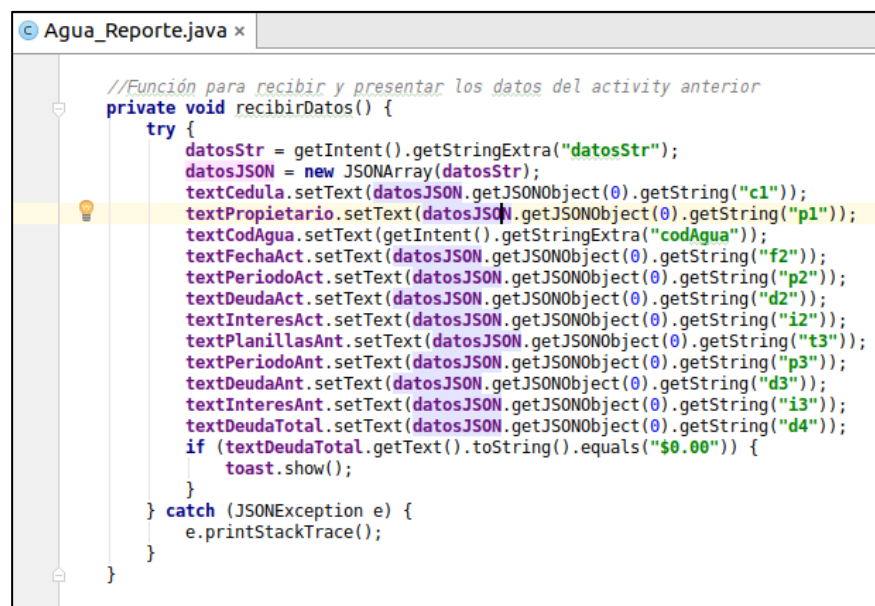 Agua_Reporte.java ×
//Función para recibir y presentar los datos del activity anterior
private void recibirDatos() {
try {
datosStr = getIntent().getStringExtra("datosStr");
datosJSON = new JSONArray(datosStr);
textCedula.setText(datosJSON.getJSONObject(0).getString("c1"));
textPropietario.setText(datosJSON.getJSONObject(0).getString("p1"));
textCodAgua.setText(getIntent().getStringExtra("codAgua"));
textFechaAct.setText(datosJSON.getJSONObject(0).getString("f2"));
textPeriodoAct.setText(datosJSON.getJSONObject(0).getString("p2"));
textDeudaAct.setText(datosJSON.getJSONObject(0).getString("d2"));
textInteresAct.setText(datosJSON.getJSONObject(0).getString("i2"));
textPlanillasAnt.setText(datosJSON.getJSONObject(0).getString("t3"));
textPeriodoAnt.setText(datosJSON.getJSONObject(0).getString("p3"));
textDeudaAnt.setText(datosJSON.getJSONObject(0).getString("d3"));
textInteresAnt.setText(datosJSON.getJSONObject(0).getString("i3"));
textDeudaTotal.setText(datosJSON.getJSONObject(0).getString("d4"));
if (textDeudaTotal.getText().toString().equals("$0.00")) {
toast.show();
}
} catch (JSONException e) {
e.printStackTrace();
}
}